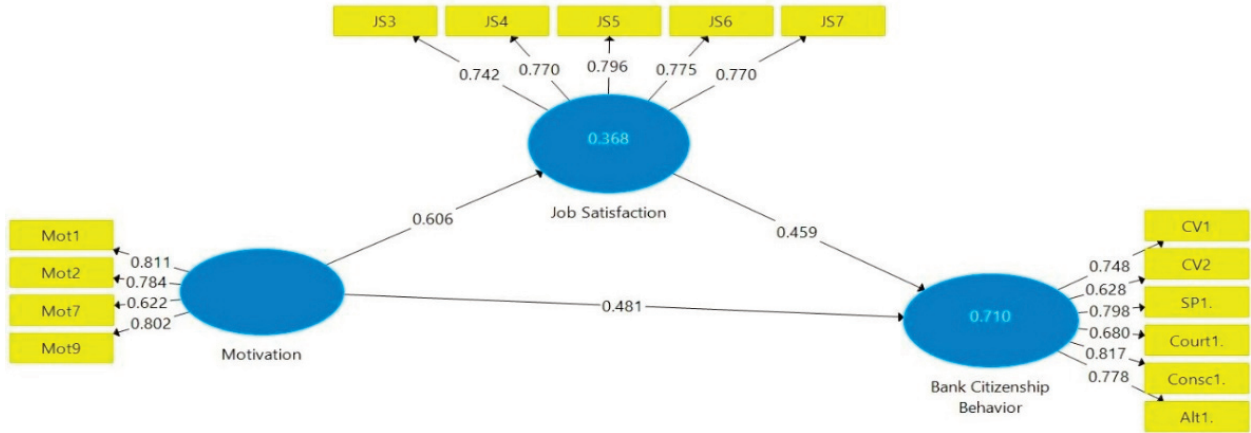 JS3 JS4 JS5 JS6 JS7
0.742 0.770 0.796 0.775 0.770
0.368
Job Satisfaction
0.606
0.459
Mot1
Mot2
Mot7
Mot9
0.811
0.784
0.622
0.802
Motivation
0.481
0.710
Bank Citizenship
Behavior
0.748
0.628
0.798
0.680
0.817
0.778
CV1
CV2
SP1.
Court1.
Consc1.
Alt1.